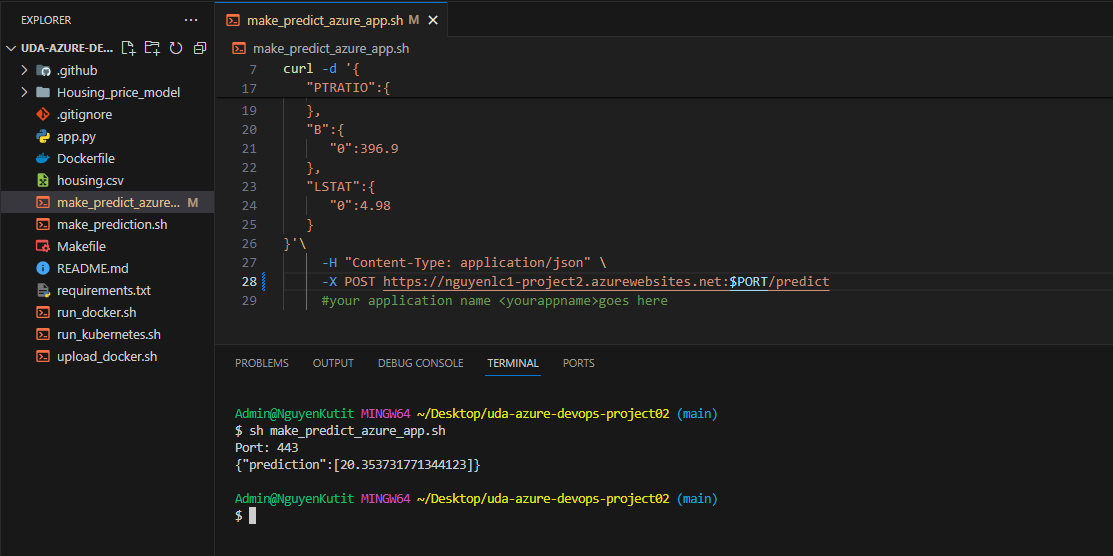 EXPLORER ...
UDA-AZURE-DE...
.github
Housing_price_model
.gitignore
app.py
Dockerfile
housing.csv
make_predict_azure... M
make_prediction.sh
Makefile
README.md
requirements.txt
run_docker.sh
run_kubernetes.sh
upload_docker.sh
make_predict_azure_app.sh M
make_predict_azure_app.sh
7 curl -d '{
17 "PTRATIO":{
19 },
20 "B":{
21 "0":396.9
22 },
23 "LSTAT":{
24 "0":4.98
25 }
26 }'\
27 -H "Content-Type: application/json" \
28 -X POST https://nguyenlc1-project2.azurewebsites.net:$PORT/predict
29 #your application name <yourappname>goes here
PROBLEMS OUTPUT DEBUG CONSOLE TERMINAL PORTS
Admin@NguyenKutit MINGW64 ~/Desktop/uda-azure-devops-project02 (main)
$ sh make_predict_azure_app.sh
Port: 443
{"prediction":[20.353731771344123]}
Admin@NguyenKutit MINGW64 ~/Desktop/uda-azure-devops-project02 (main)
$